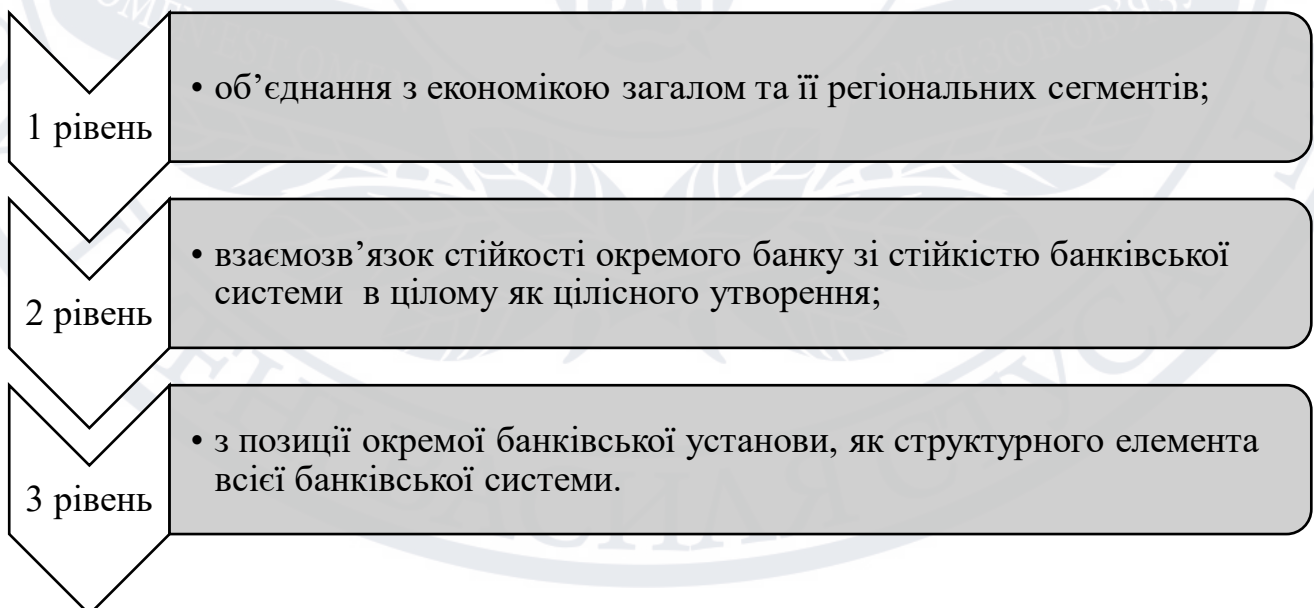 1 рівень
• об’єднання з економікою загалом та її регіональних сегментів;
2 рівень
• взаємозв’язок стійкості окремого банку зі стійкістю банківської
системи в цілому як цілісного утворення;
3 рівень
• з позиції окремої банківської установи, як структурного елемента
всієї банківської системи.